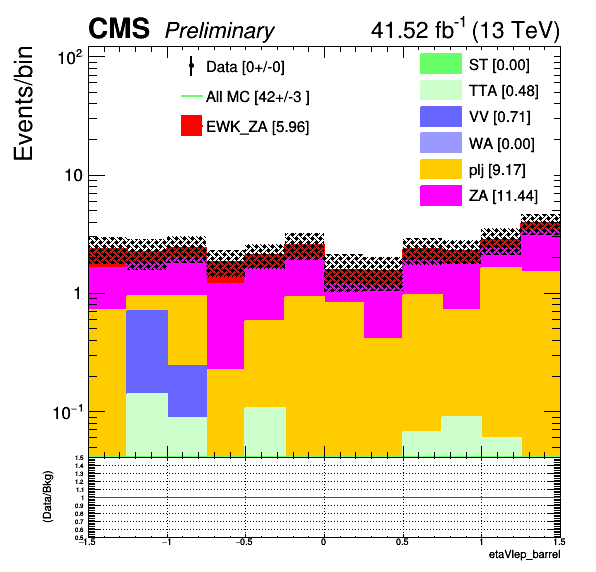 CMS Preliminary 41.52 fb⁻¹ (13 TeV)
Events/bin
10²
10
1
10⁻¹
Data [0+/-0]
All MC [42+/-3 ]
EWK_ZA [5.96]
ST [0.00]
TTA [0.48]
VV [0.71]
WA [0.00]
plj [9.17]
ZA [11.44]
(Data/Bkg)
1.5
1.4
1.3
1.2
1.1
1
0.9
0.8
0.7
0.6
0.5
−1.5 −1 −0.5 0 0.5 1 1.5
etaVlep_barrel